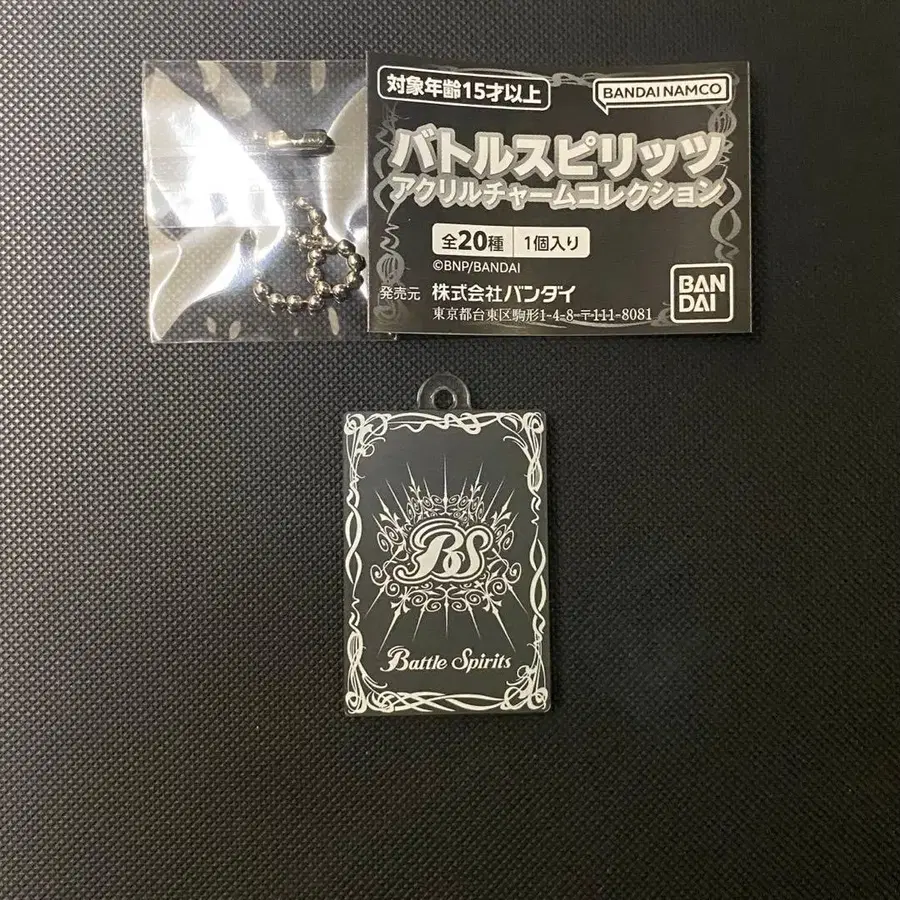 対象年齢15才以上
BANDAI NAMCO
バトルスピリッツ
アクリルチャームコレクション
全20種 1個入り
©BNP/BANDAI
発売元 株式会社バンダイ
東京都台東区駒形1-4-8 〒111-8081
BAN
DAI
BS
Battle Spirits